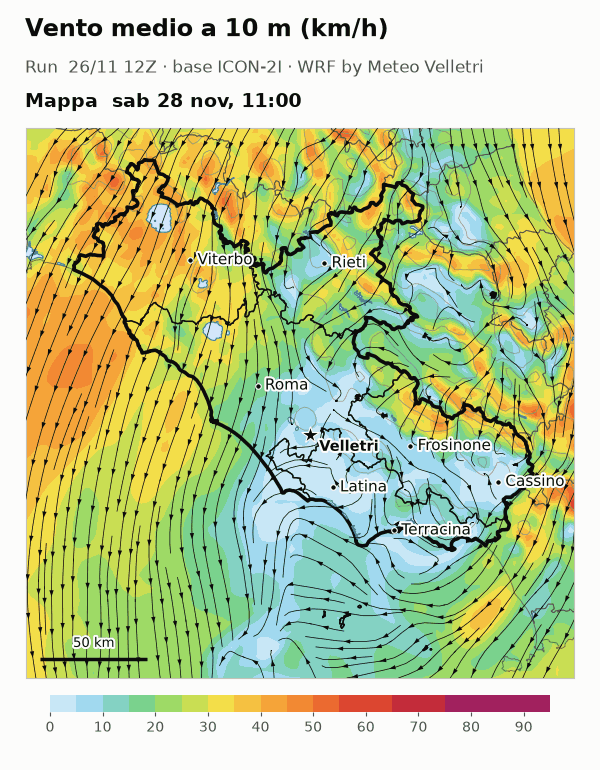 Vento medio a 10 m (km/h)
Run  26/11 12Z · base ICON-2I · WRF by Meteo Velletri
Mappa  sab 28 nov, 11:00
Viterbo
Rieti
Roma
Velletri
Frosinone
Latina
Cassino
Terracina
50 km
0 10 20 30 40 50 60 70 80 90